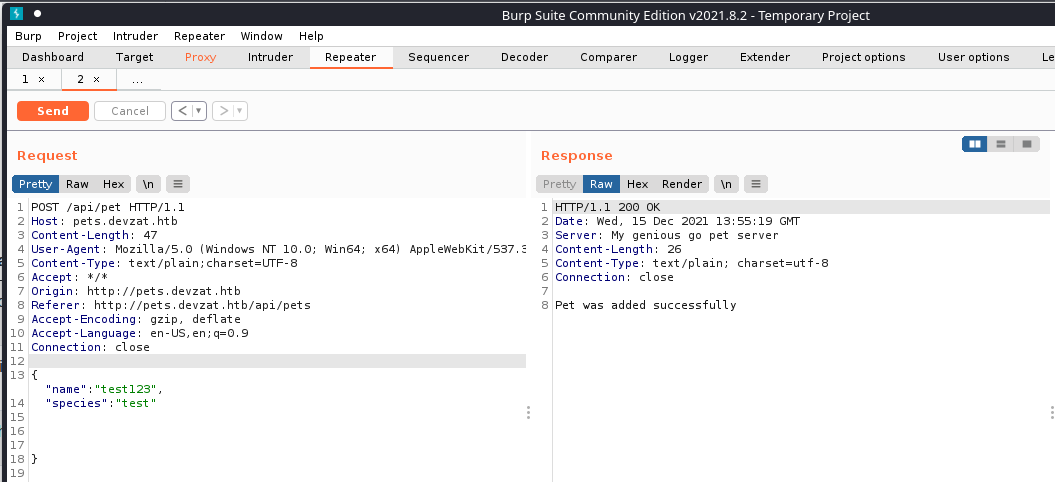 Burp Suite Community Edition v2021.8.2 - Temporary Project
Burp Project Intruder Repeater Window Help
Dashboard Target Proxy Intruder Repeater Sequencer Decoder Comparer Logger Extender Project options User options Le
1 × 2 × ...
Send Cancel < ▼ > ▼
Request
Pretty Raw Hex \n
1 POST /api/pet HTTP/1.1
2 Host: pets.devzat.htb
3 Content-Length: 47
4 User-Agent: Mozilla/5.0 (Windows NT 10.0; Win64; x64) AppleWebKit/537.3
5 Content-Type: text/plain;charset=UTF-8
6 Accept: */*
7 Origin: http://pets.devzat.htb
8 Referer: http://pets.devzat.htb/api/pets
9 Accept-Encoding: gzip, deflate
10 Accept-Language: en-US,en;q=0.9
11 Connection: close
12
13 {
"name":"test123",
14 "species":"test"
15
16
17
18 }
19
Response
Pretty Raw Hex Render \n
1 HTTP/1.1 200 OK
2 Date: Wed, 15 Dec 2021 13:55:19 GMT
3 Server: My genious go pet server
4 Content-Length: 26
5 Content-Type: text/plain; charset=utf-8
6 Connection: close
7
8 Pet was added successfully